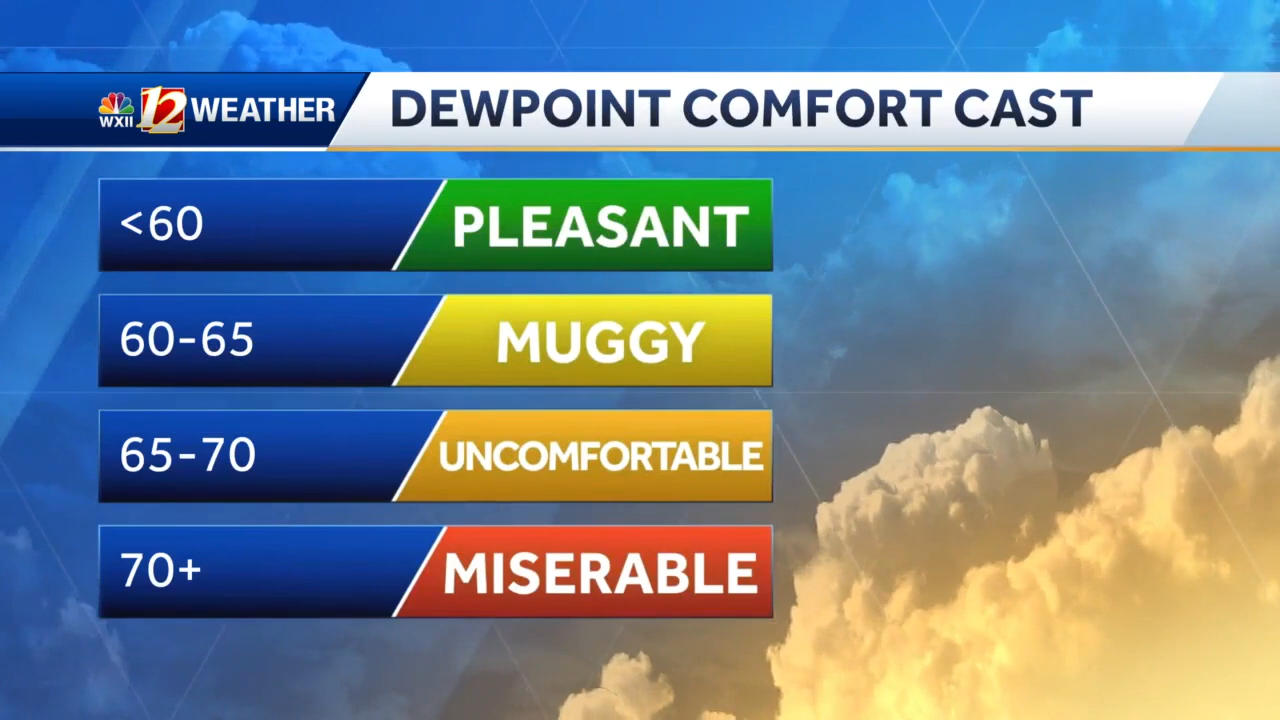 WXII 12 WEATHER
DEWPOINT COMFORT CAST
<60 PLEASANT
60-65 MUGGY
65-70 UNCOMFORTABLE
70+ MISERABLE